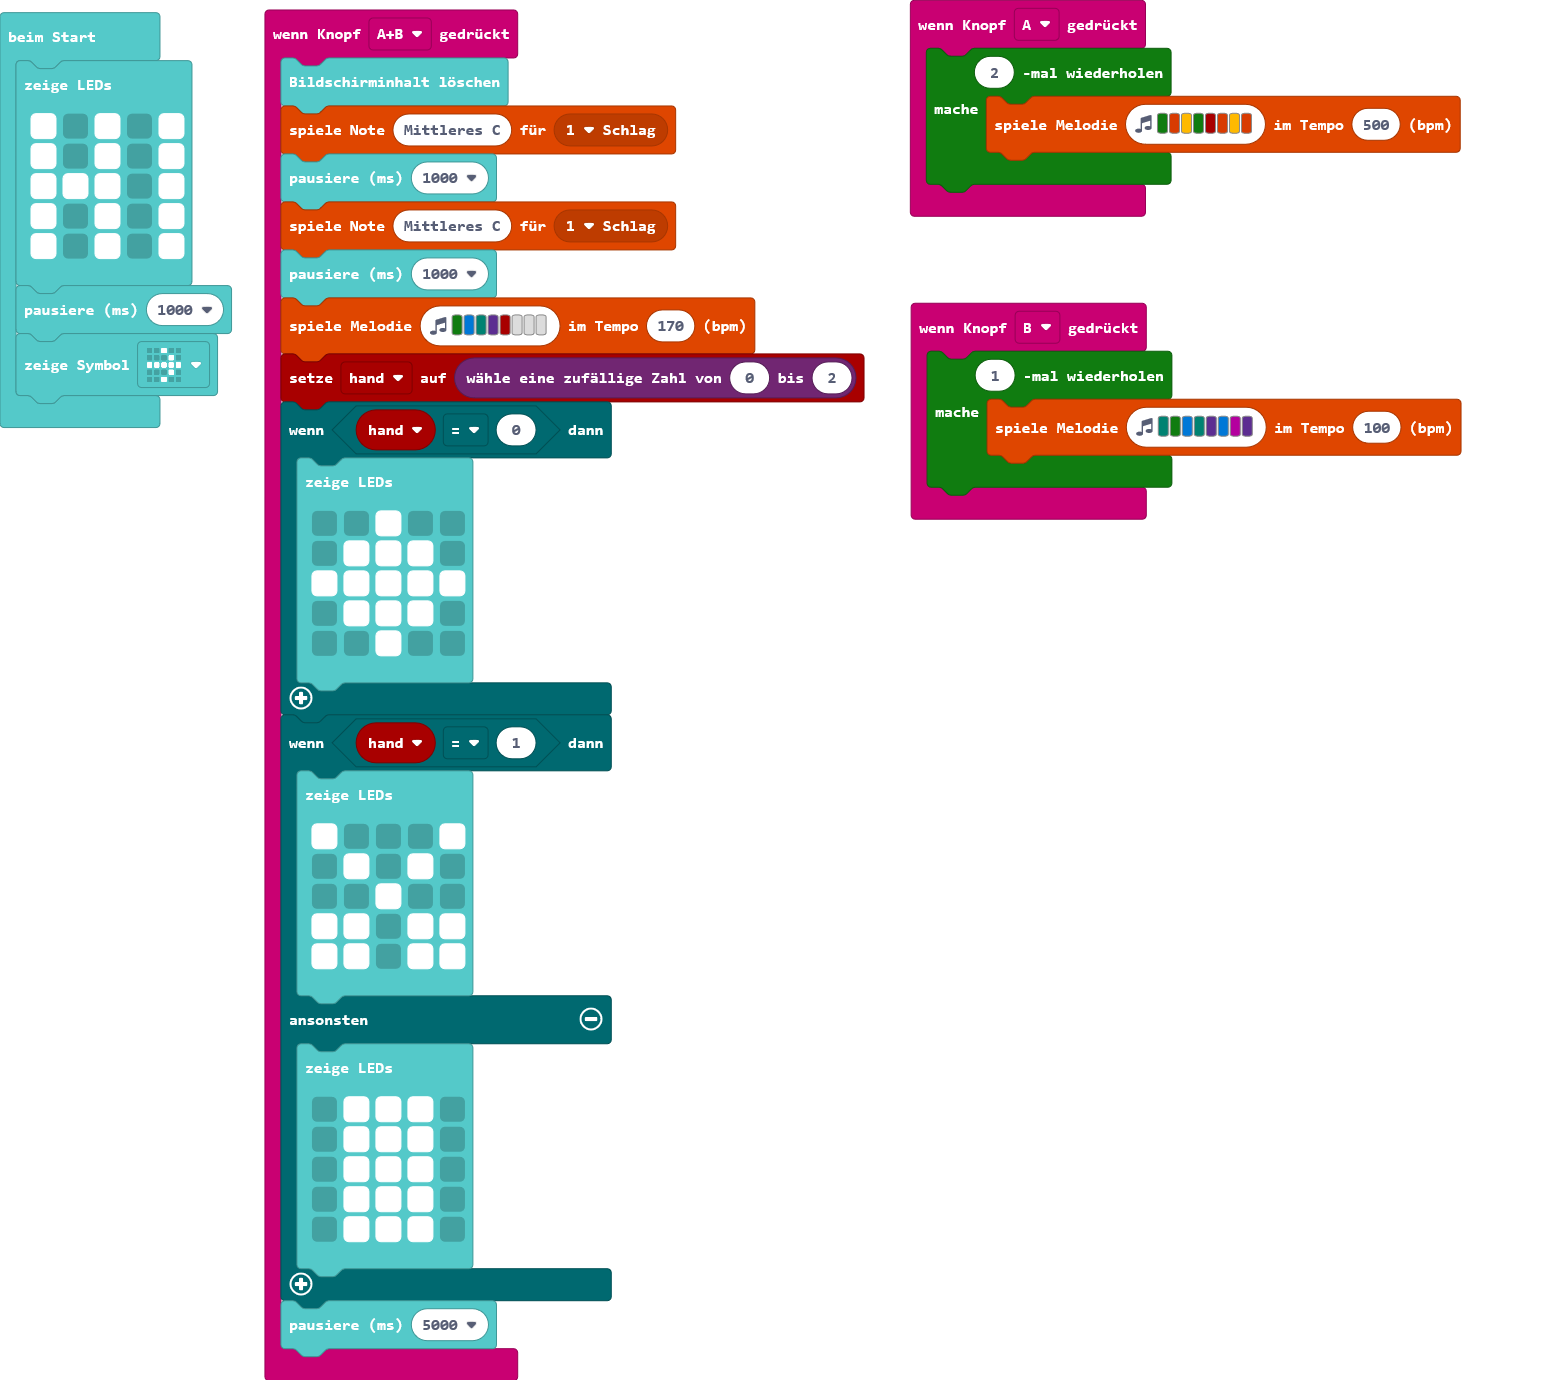 beim Start
zeige LEDs
pausiere (ms) 1000
zeige Symbol
wenn Knopf A+B gedrückt
Bildschirminhalt löschen
spiele Note Mittleres C für 1 Schlag
pausiere (ms) 1000
spiele Note Mittleres C für 1 Schlag
pausiere (ms) 1000
spiele Melodie im Tempo 170 (bpm)
setze hand auf wähle eine zufällige Zahl von 0 bis 2
wenn hand = 0 dann
zeige LEDs
wenn hand = 1 dann
zeige LEDs
ansonsten
zeige LEDs
pausiere (ms) 5000
wenn Knopf A gedrückt
2 -mal wiederholen
mache spiele Melodie im Tempo 500 (bpm)
wenn Knopf B gedrückt
1 -mal wiederholen
mache spiele Melodie im Tempo 100 (bpm)